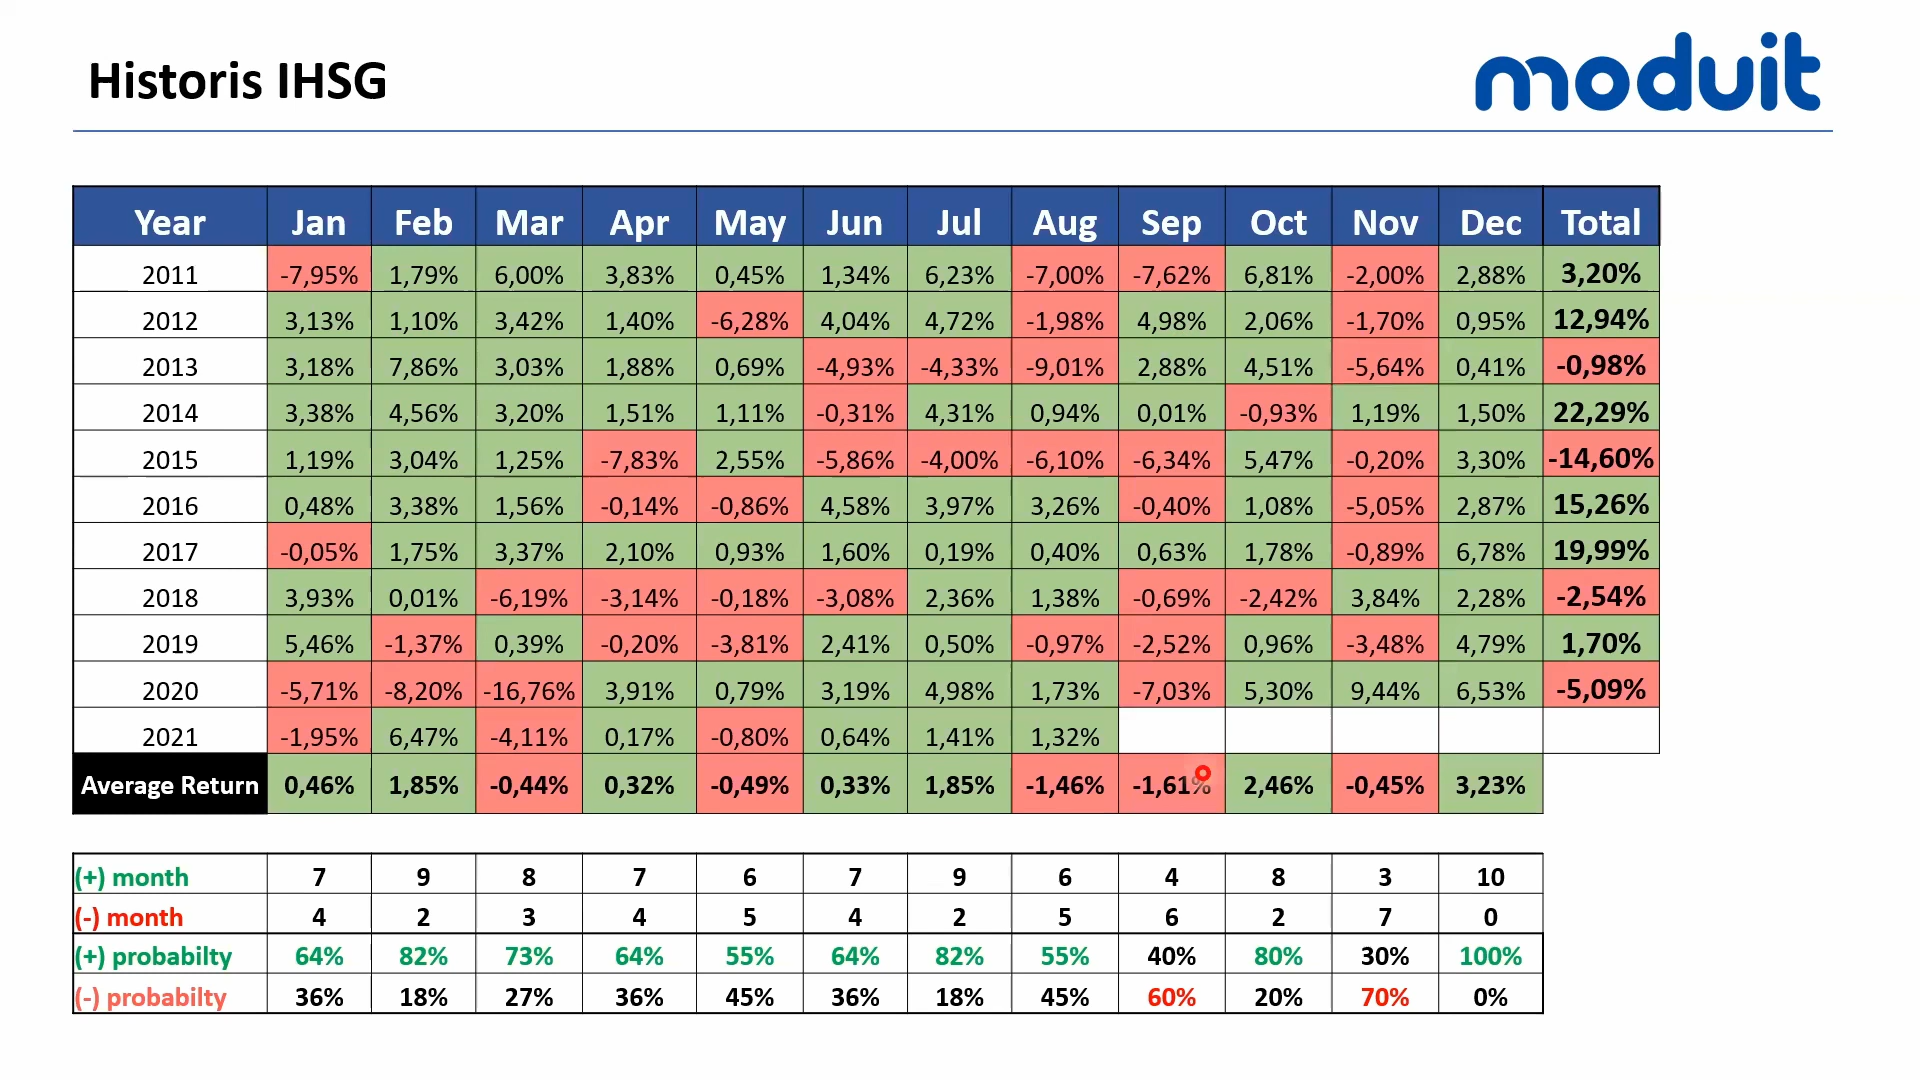 Historis IHSG
moduit
Year Jan Feb Mar Apr May Jun Jul Aug Sep Oct Nov Dec Total
2011 -7,95% 1,79% 6,00% 3,83% 0,45% 1,34% 6,23% -7,00% -7,62% 6,81% -2,00% 2,88% 3,20%
2012 3,13% 1,10% 3,42% 1,40% -6,28% 4,04% 4,72% -1,98% 4,98% 2,06% -1,70% 0,95% 12,94%
2013 3,18% 7,86% 3,03% 1,88% 0,69% -4,93% -4,33% -9,01% 2,88% 4,51% -5,64% 0,41% -0,98%
2014 3,38% 4,56% 3,20% 1,51% 1,11% -0,31% 4,31% 0,94% 0,01% -0,93% 1,19% 1,50% 22,29%
2015 1,19% 3,04% 1,25% -7,83% 2,55% -5,86% -4,00% -6,10% -6,34% 5,47% -0,20% 3,30% -14,60%
2016 0,48% 3,38% 1,56% -0,14% -0,86% 4,58% 3,97% 3,26% -0,40% 1,08% -5,05% 2,87% 15,26%
2017 -0,05% 1,75% 3,37% 2,10% 0,93% 1,60% 0,19% 0,40% 0,63% 1,78% -0,89% 6,78% 19,99%
2018 3,93% 0,01% -6,19% -3,14% -0,18% -3,08% 2,36% 1,38% -0,69% -2,42% 3,84% 2,28% -2,54%
2019 5,46% -1,37% 0,39% -0,20% -3,81% 2,41% 0,50% -0,97% -2,52% 0,96% -3,48% 4,79% 1,70%
2020 -5,71% -8,20% -16,76% 3,91% 0,79% 3,19% 4,98% 1,73% -7,03% 5,30% 9,44% 6,53% -5,09%
2021 -1,95% 6,47% -4,11% 0,17% -0,80% 0,64% 1,41% 1,32%
Average Return 0,46% 1,85% -0,44% 0,32% -0,49% 0,33% 1,85% -1,46% -1,61% 2,46% -0,45% 3,23%
(+) month 7 9 8 7 6 7 9 6 4 8 3 10
(-) month 4 2 3 4 5 4 2 5 6 2 7 0
(+) probabilty 64% 82% 73% 64% 55% 64% 82% 55% 40% 80% 30% 100%
(-) probabilty 36% 18% 27% 36% 45% 36% 18% 45% 60% 20% 70% 0%